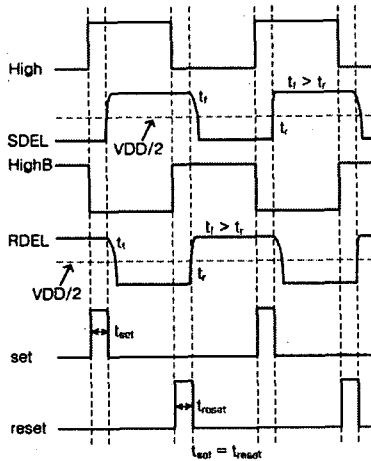 High
t_f
t_f > t_r
SDEL
VDD/2
t_r
HighB
RDEL
t_f
t_f > t_r
t_r
VDD/2
set
t_set
reset
t_reset
t_set = t_reset